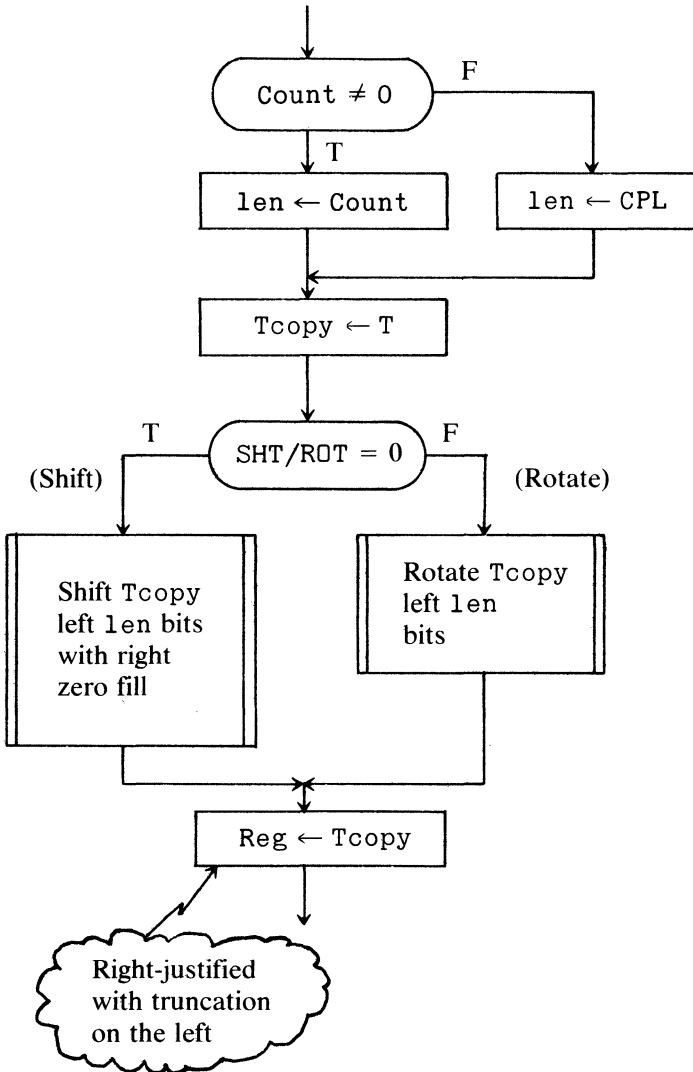 Count ≠ 0
F
T
len ← Count
len ← CPL
Tcopy ← T
T
SHT/ROT = 0
F
(Shift)
(Rotate)
Shift Tcopy
left len bits
with right
zero fill
Rotate Tcopy
left len
bits
Reg ← Tcopy
Right-justified
with truncation
on the left